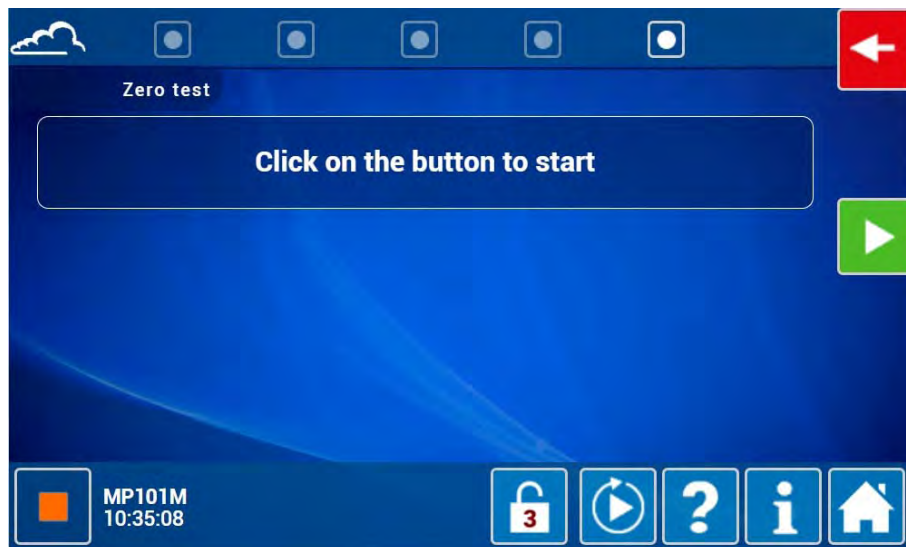 Zero test
Click on the button to start
MP101M
10:35:08
3
?
i